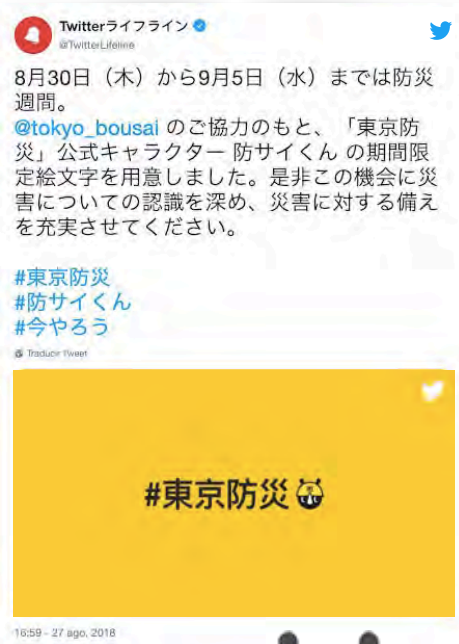 Twitterライフライン
@TwitterLifeline
8月30日（木）から9月5日（水）までは防災
週間。
@tokyo_bousai のご協力のもと、「東京防
災」公式キャラクター 防サイくん の期間限
定絵文字を用意しました。是非この機会に災
害についての認識を深め、災害に対する備え
を充実させてください。
#東京防災
#防サイくん
#今やろう
Traducir Tweet
#東京防災
16:59 - 27 ago. 2018